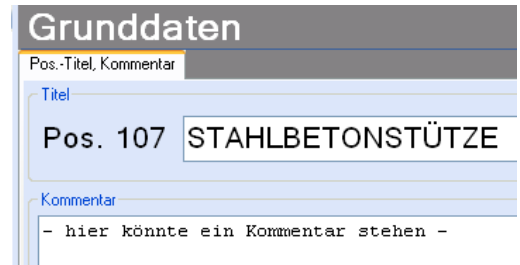 Grunddaten
Pos.-Titel, Kommentar
Titel
Pos. 107 STAHLBETONSTÜTZE
Kommentar
- hier könnte ein Kommentar stehen -